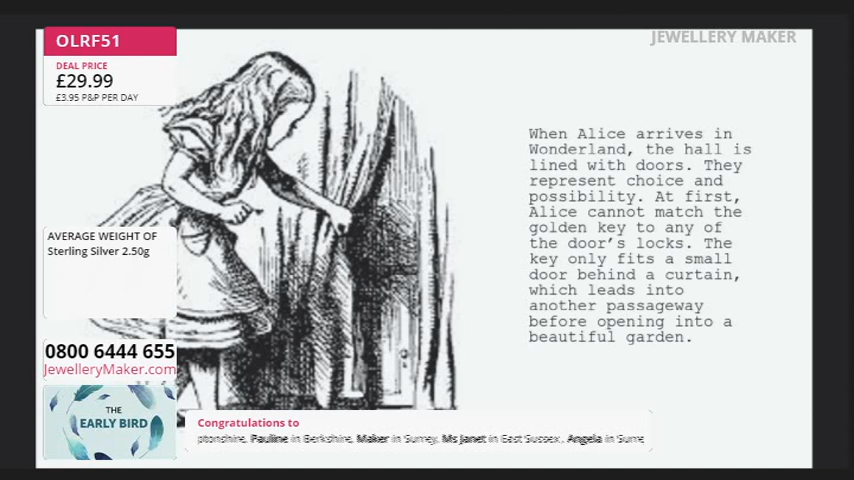 OLRF51
DEAL PRICE
£29.99
£3.95 P&P PER DAY
JEWELLERY MAKER
When Alice arrives in
Wonderland, the hall is
lined with doors. They
represent choice and
possibility. At first,
Alice cannot match the
golden key to any of
the door’s locks. The
key only fits a small
door behind a curtain,
which leads into
another passageway
before opening into a
beautiful garden.
AVERAGE WEIGHT OF
Sterling Silver 2.50g
0800 6444 655
JewelleryMaker.com
THE
EARLY BIRD
Congratulations to
ptonshire, Pauline in Berkshire, Maker in Surrey, Ms Janet in East Sussex, Angela in Surre